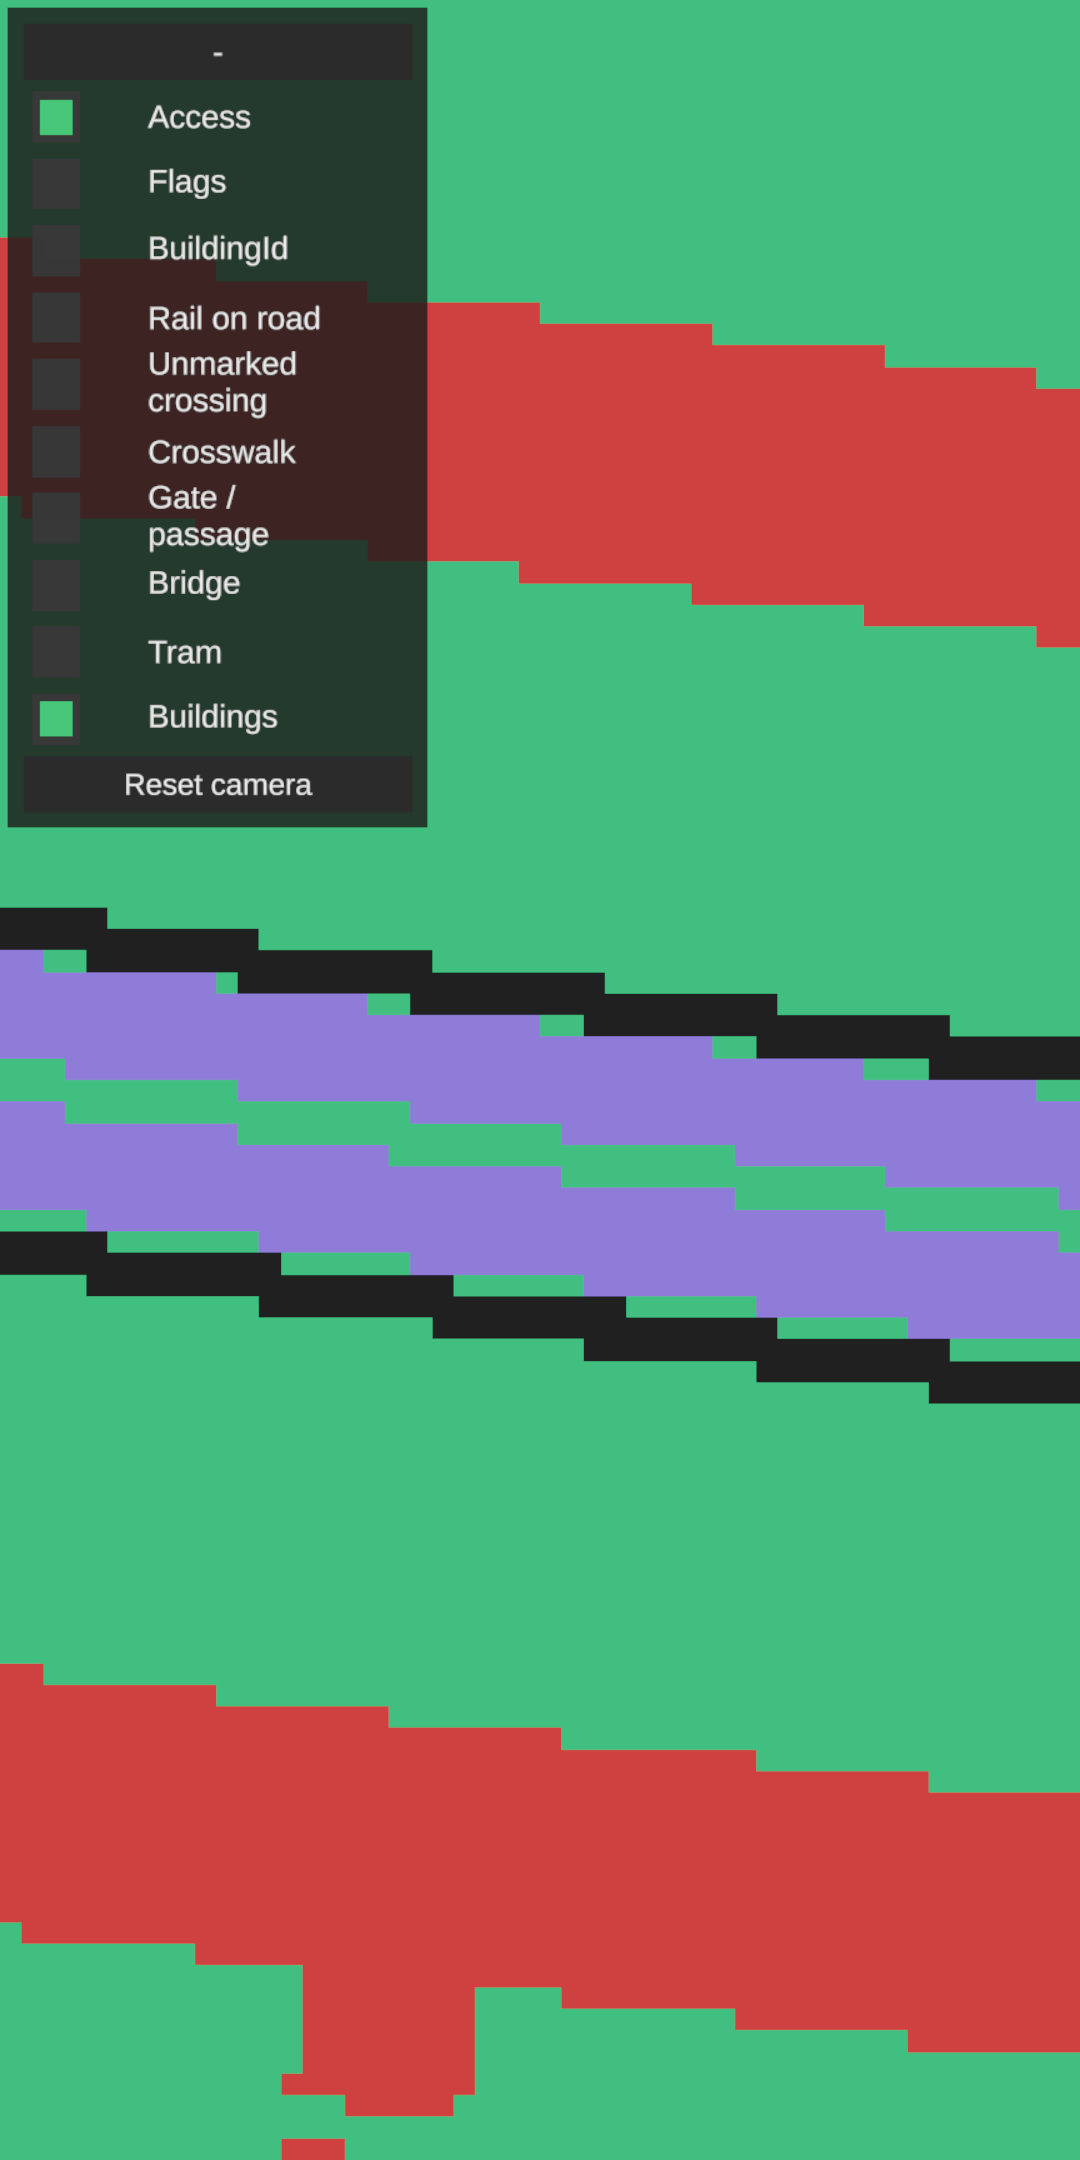 -
Access
Flags
BuildingId
Rail on road
Unmarked
crossing
Crosswalk
Gate /
passage
Bridge
Tram
Buildings
Reset camera